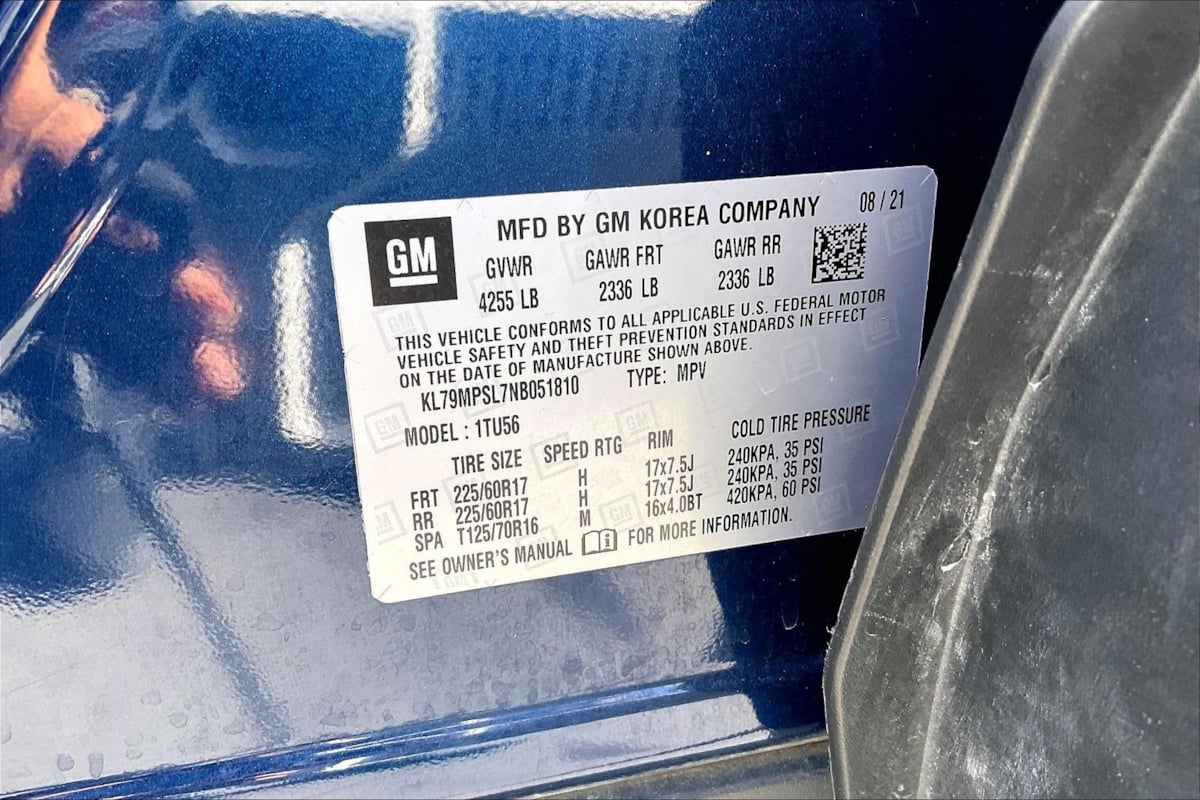 GM
MFD BY GM KOREA COMPANY 08 / 21
GVWR GAWR FRT GAWR RR
4255 LB 2336 LB 2336 LB
THIS VEHICLE CONFORMS TO ALL APPLICABLE U.S. FEDERAL MOTOR
VEHICLE SAFETY AND THEFT PREVENTION STANDARDS IN EFFECT
ON THE DATE OF MANUFACTURE SHOWN ABOVE.
KL79MPSL7NB051810 TYPE: MPV
MODEL : 1TU56
TIRE SIZE SPEED RTG RIM COLD TIRE PRESSURE
FRT 225/60R17 H 17x7.5J 240KPA, 35 PSI
RR 225/60R17 H 17x7.5J 240KPA, 35 PSI
SPA T125/70R16 M 16x4.0BT 420KPA, 60 PSI
SEE OWNER'S MANUAL FOR MORE INFORMATION.